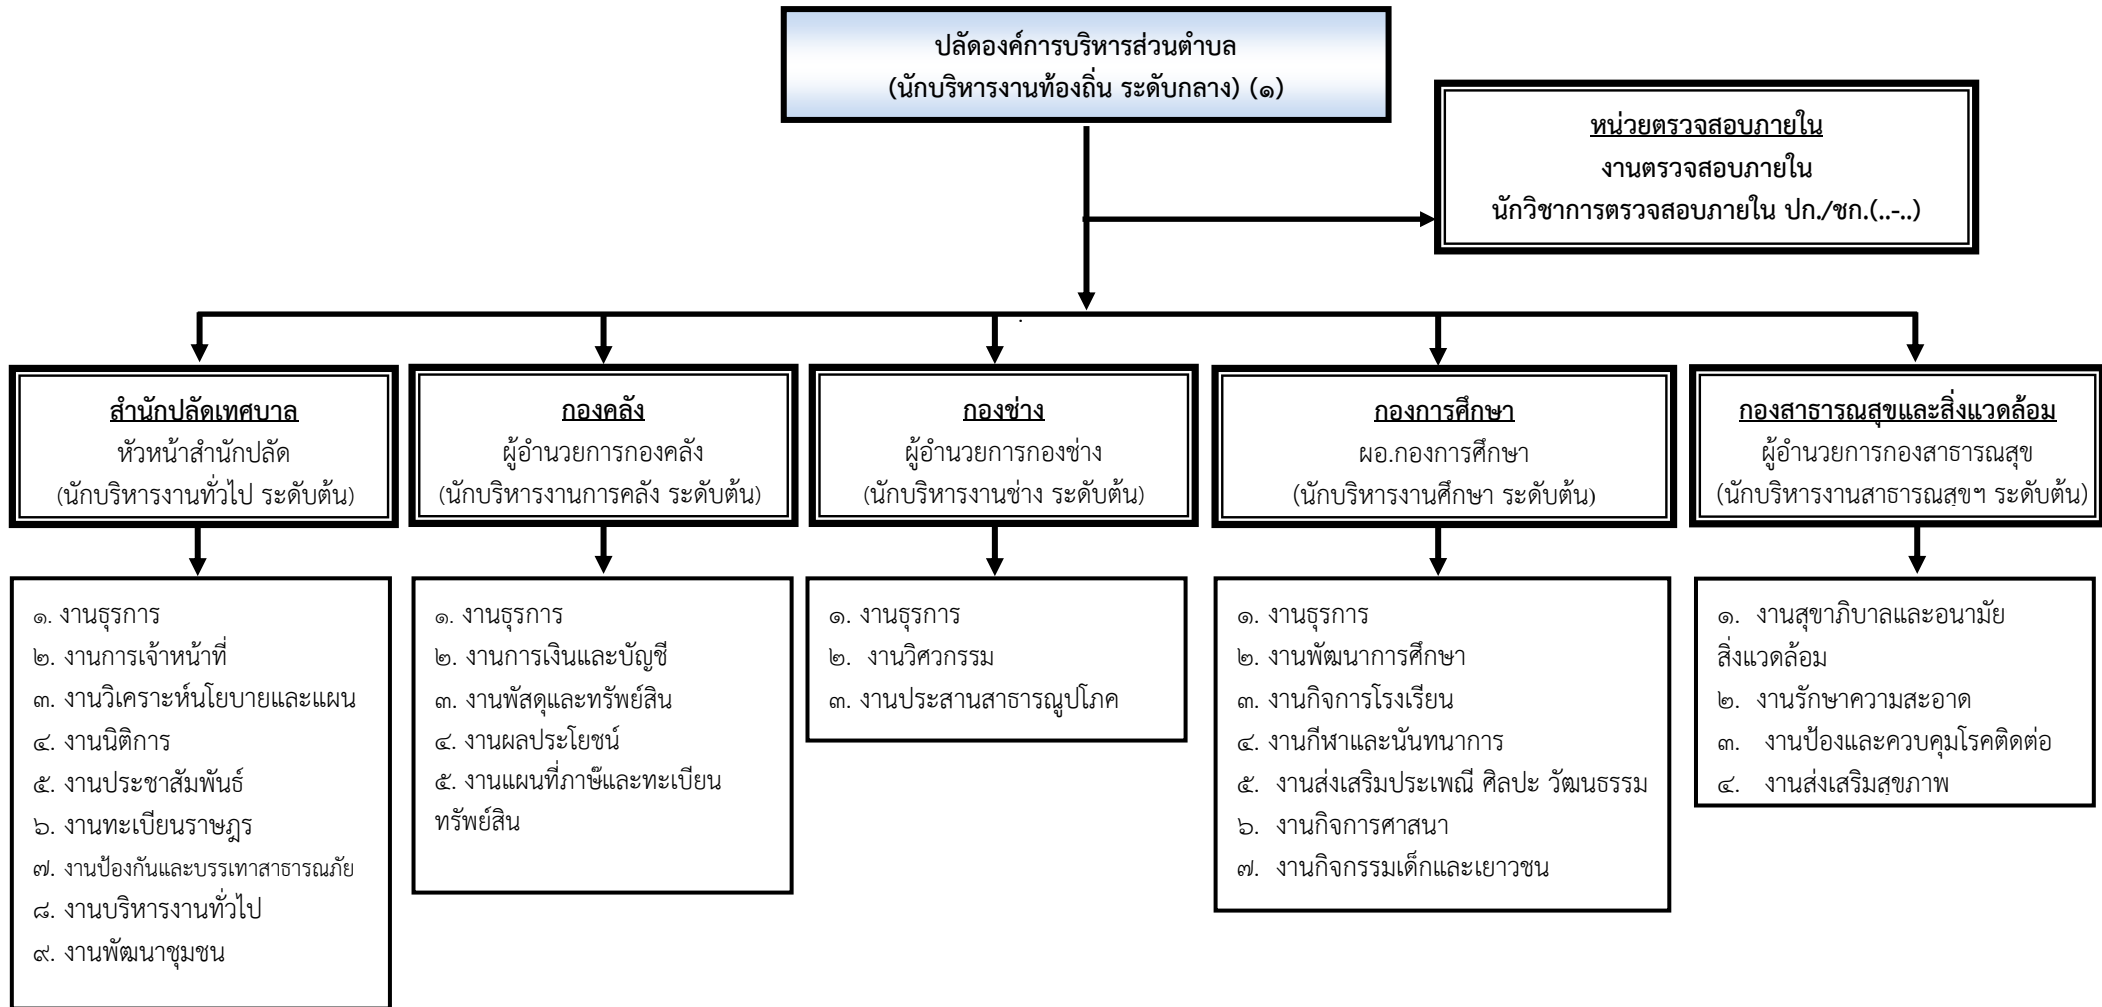 ปลัดองค์การบริหารส่วนตำบล
(นักบริหารงานท้องถิ่น ระดับกลาง) (๑)
หน่วยตรวจสอบภายใน
งานตรวจสอบภายใน
นักวิชาการตรวจสอบภายใน ปก./ชก.(..-..)
สำนักปลัดเทศบาล
หัวหน้าสำนักปลัด
(นักบริหารงานทั่วไป ระดับต้น)
กองคลัง
ผู้อำนวยการกองคลัง
(นักบริหารงานการคลัง ระดับต้น)
กองช่าง
ผู้อำนวยการกองช่าง
(นักบริหารงานช่าง ระดับต้น)
กองการศึกษา
ผอ.กองการศึกษา
(นักบริหารงานศึกษา ระดับต้น)
กองสาธารณสุขและสิ่งแวดล้อม
ผู้อำนวยการกองสาธารณสุข
(นักบริหารงานสาธารณสุขฯ ระดับต้น)
๑. งานธุรการ
๒. งานการเจ้าหน้าที่
๓. งานวิเคราะห์นโยบายและแผน
๔. งานนิติการ
๕. งานประชาสัมพันธ์
๖. งานทะเบียนราษฎร
๗. งานป้องกันและบรรเทาสาธารณภัย
๘. งานบริหารงานทั่วไป
๙. งานพัฒนาชุมชน
๑. งานธุรการ
๒. งานการเงินและบัญชี
๓. งานพัสดุและทรัพย์สิน
๔. งานผลประโยชน์
๕. งานแผนที่ภาษ๊และทะเบียน
ทรัพย์สิน
๑. งานธุรการ
๒. งานวิศวกรรม
๓. งานประสานสาธารณูปโภค
๑. งานธุรการ
๒. งานพัฒนาการศึกษา
๓. งานกิจการโรงเรียน
๔. งานกีฬาและนันทนาการ
๕. งานส่งเสริมประเพณี ศิลปะ วัฒนธรรม
๖. งานกิจการศาสนา
๗. งานกิจกรรมเด็กและเยาวชน
๑. งานสุขาภิบาลและอนามัย
สิ่งแวดล้อม
๒. งานรักษาความสะอาด
๓. งานป้องและควบคุมโรคติดต่อ
๔. งานส่งเสริมสุขภาพ